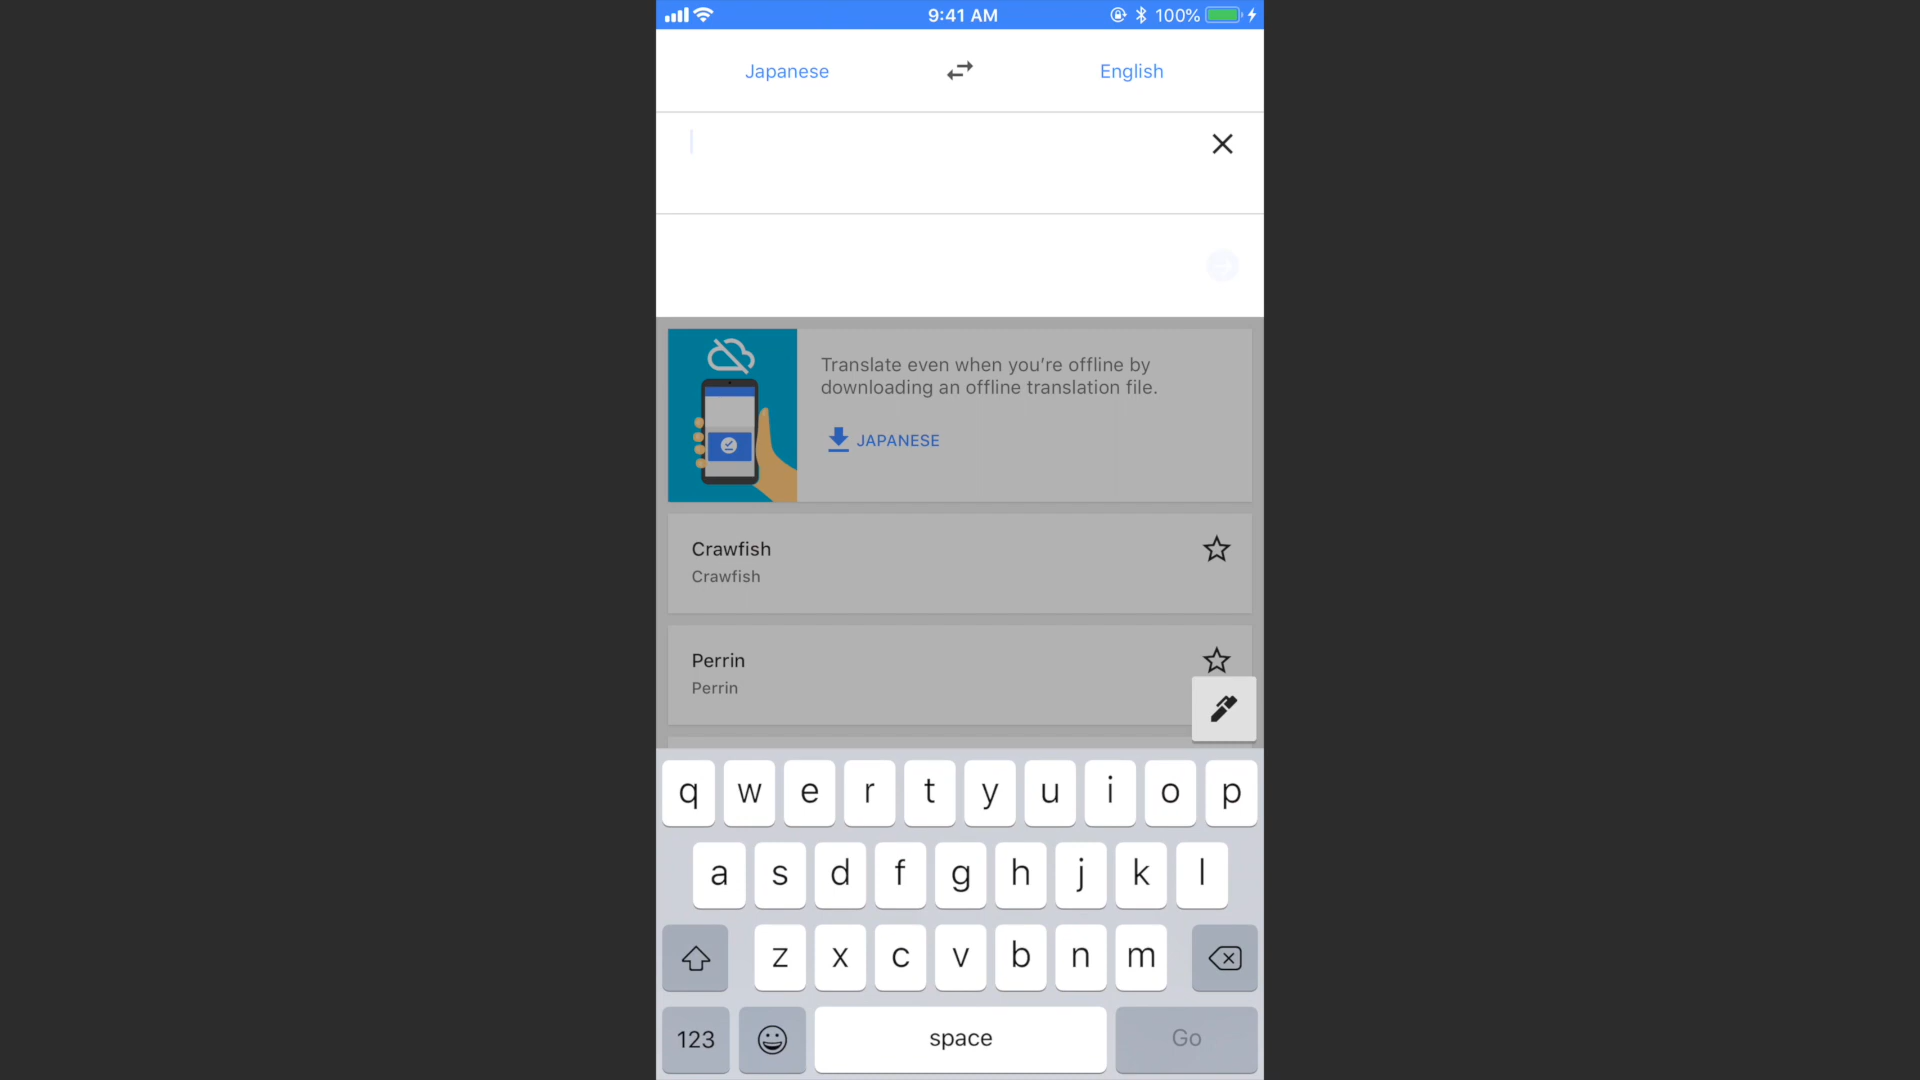 9:41 AM
100%
Japanese
English
Translate even when you’re offline by
downloading an offline translation file.
JAPANESE
Crawfish
Crawfish
Perrin
Perrin
q w e r t y u i o p
a s d f g h j k l
z x c v b n m
123
space
Go